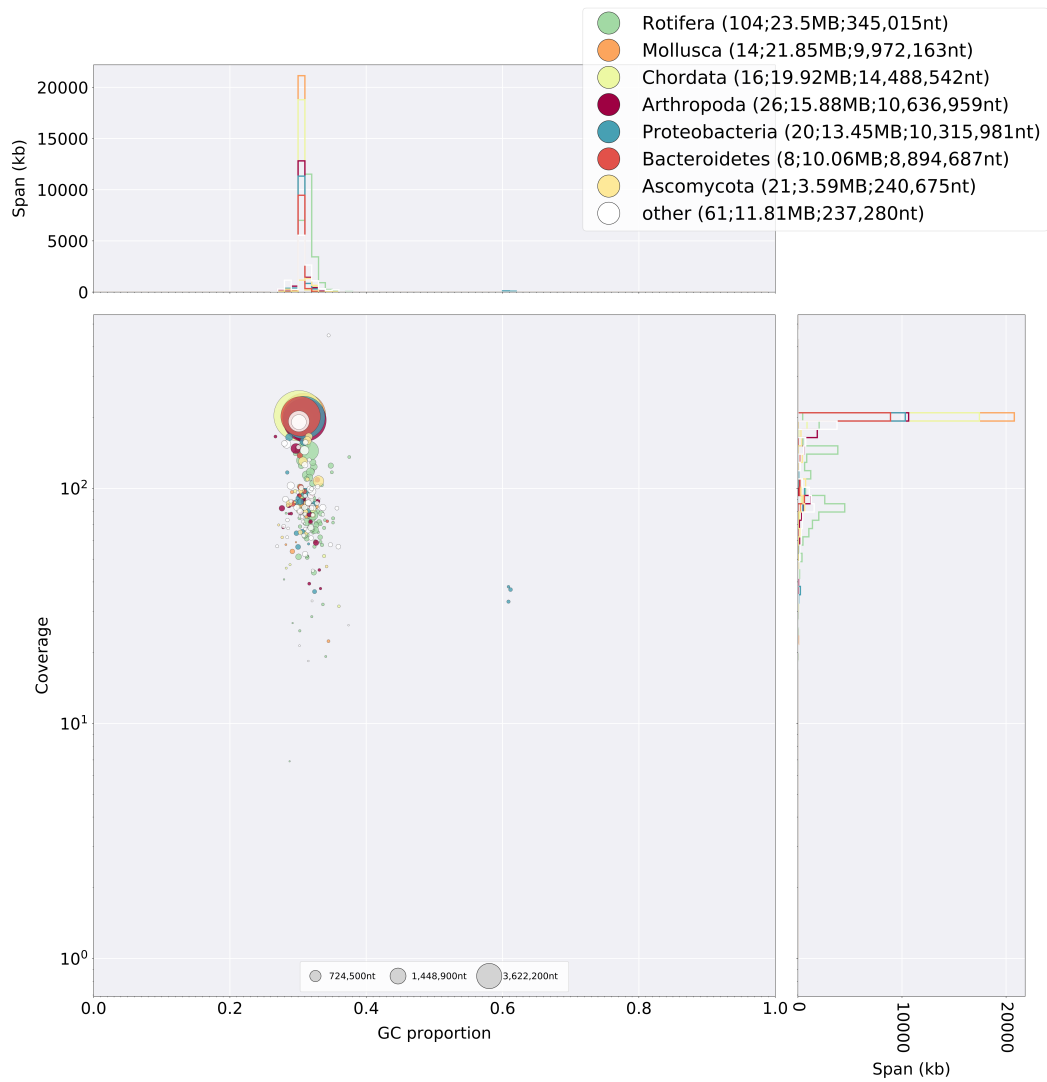 Rotifera (104;23.5MB;345,015nt)
Mollusca (14;21.85MB;9,972,163nt)
Chordata (16;19.92MB;14,488,542nt)
Arthropoda (26;15.88MB;10,636,959nt)
Proteobacteria (20;13.45MB;10,315,981nt)
Bacteroidetes (8;10.06MB;8,894,687nt)
Ascomycota (21;3.59MB;240,675nt)
other (61;11.81MB;237,280nt)
Span (kb)
20000
15000
10000
5000
0
Coverage
10²
10¹
10⁰
724,500nt
1,448,900nt
3,622,200nt
0.0
0.2
0.4
0.6
0.8
1.0
GC proportion
0
10000
20000
Span (kb)